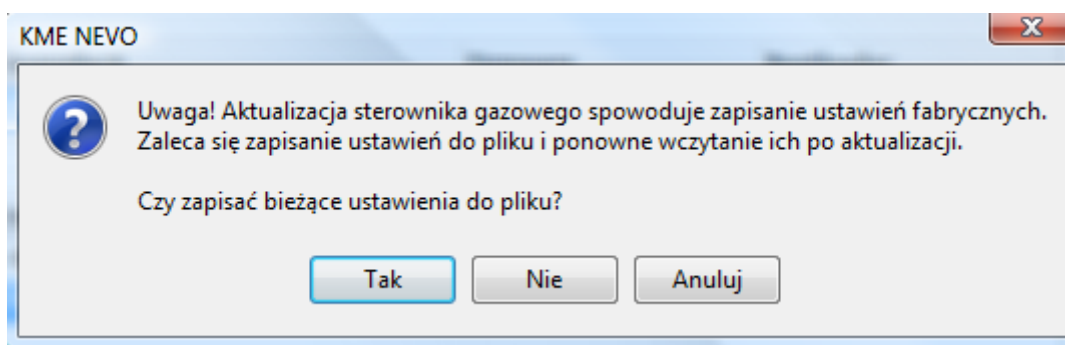 KME NEVO
Uwaga! Aktualizacja sterownika gazowego spowoduje zapisanie ustawień fabrycznych.
Zaleca się zapisanie ustawień do pliku i ponowne wczytanie ich po aktualizacji.
Czy zapisać bieżące ustawienia do pliku?
Tak Nie Anuluj